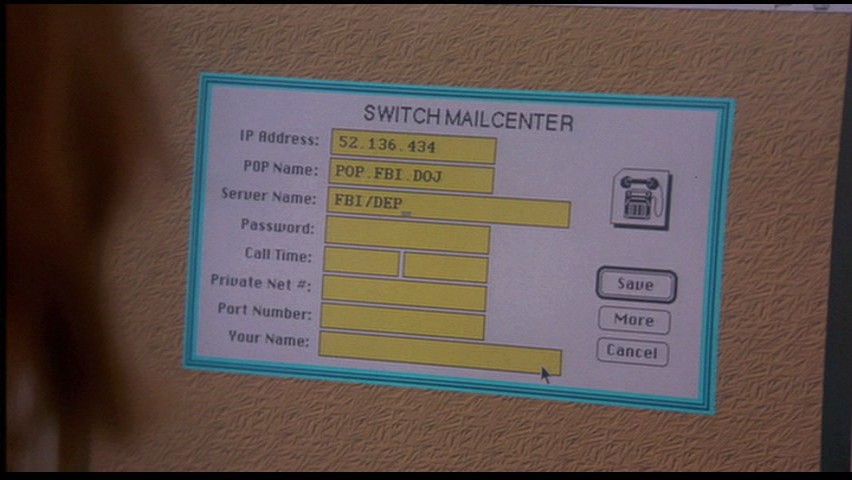 SWITCH MAILCENTER
IP Address: 52.136.434
POP Name: POP.FBI.DOJ
Server Name: FBI/DEP_
Password:
Call Time:
Private Net #:
Port Number:
Your Name:
Save
More
Cancel